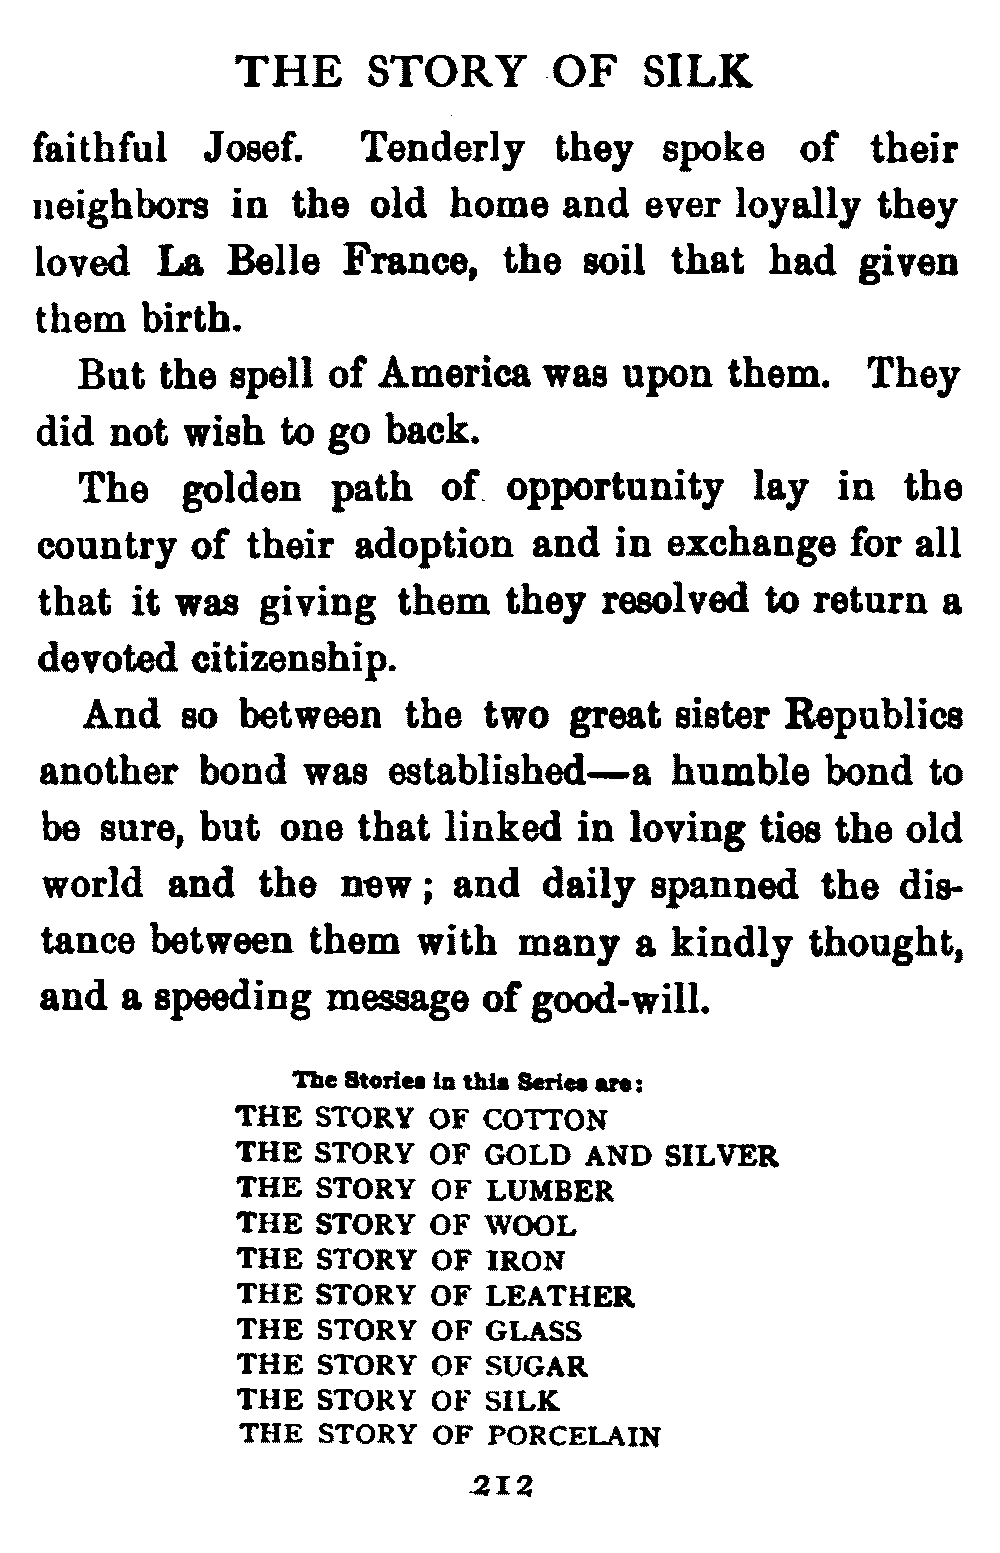 THE STORY OF SILK
faithful Josef. Tenderly they spoke of their
neighbors in the old home and ever loyally they
loved La Belle France, the soil that had given
them birth.
But the spell of America was upon them. They
did not wish to go back.
The golden path of opportunity lay in the
country of their adoption and in exchange for all
that it was giving them they resolved to return a
devoted citizenship.
And so between the two great sister Republics
another bond was established—a humble bond to
be sure, but one that linked in loving ties the old
world and the new; and daily spanned the dis-
tance between them with many a kindly thought,
and a speeding message of good-will.
The Stories in this Series are:
THE STORY OF COTTON
THE STORY OF GOLD AND SILVER
THE STORY OF LUMBER
THE STORY OF WOOL
THE STORY OF IRON
THE STORY OF LEATHER
THE STORY OF GLASS
THE STORY OF SUGAR
THE STORY OF SILK
THE STORY OF PORCELAIN
212